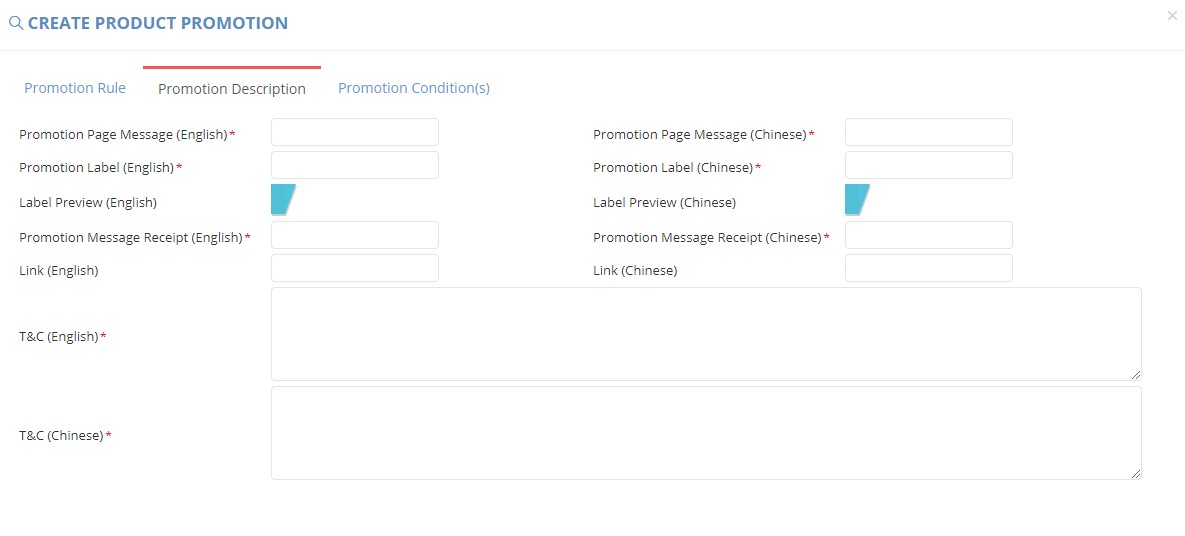 CREATE PRODUCT PROMOTION
×
Promotion Rule Promotion Description Promotion Condition(s)
Promotion Page Message (English)* Promotion Page Message (Chinese)*
Promotion Label (English)* Promotion Label (Chinese)*
Label Preview (English) Label Preview (Chinese)
Promotion Message Receipt (English)* Promotion Message Receipt (Chinese)*
Link (English) Link (Chinese)
T&C (English)*
T&C (Chinese)*